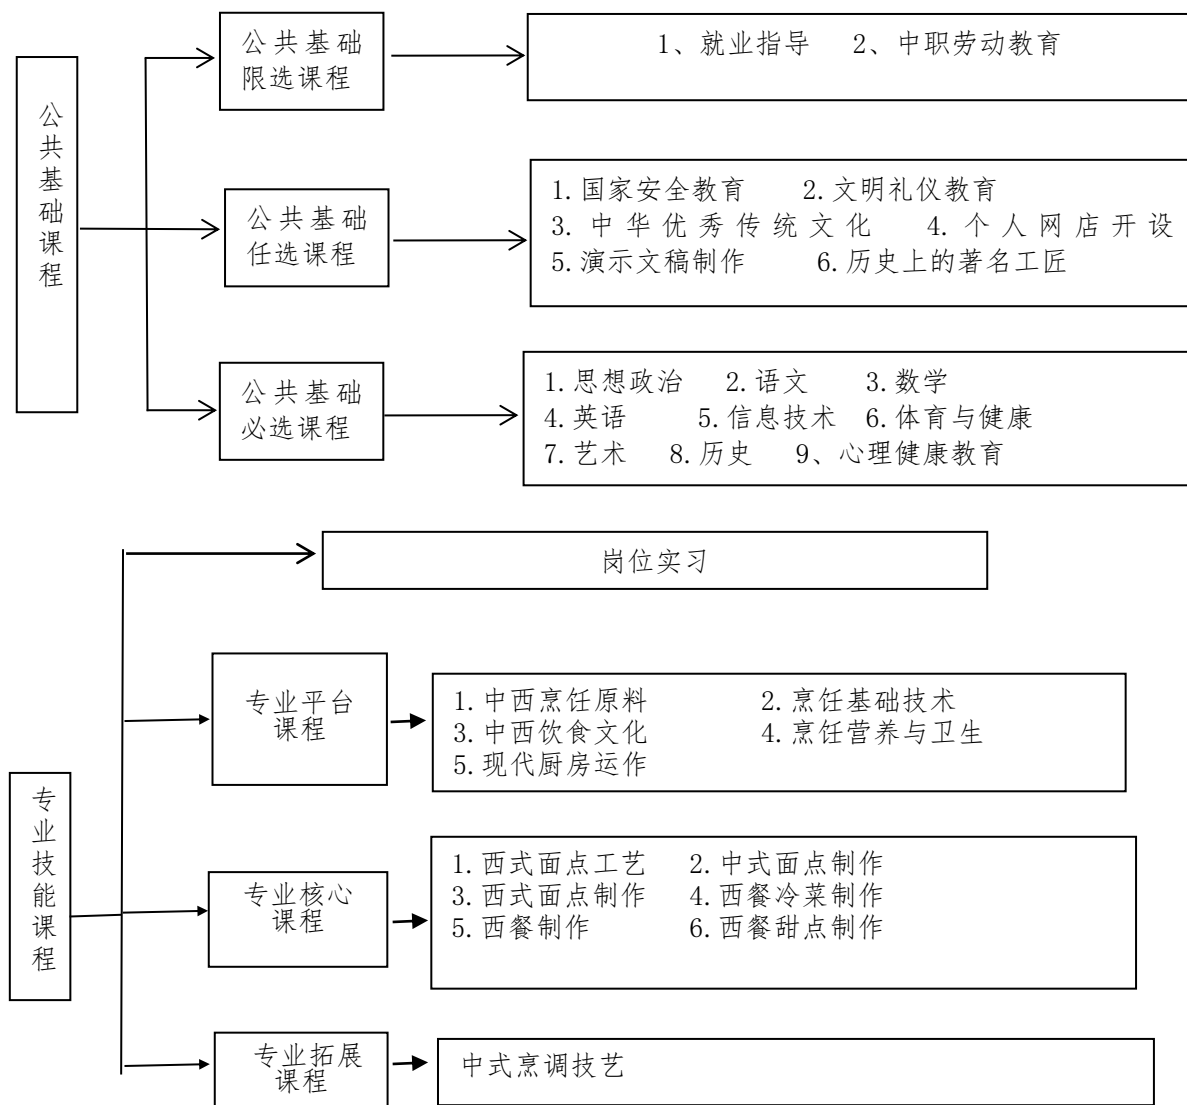 公共基础课程
公共基础
限选课程
1、就业指导 2、中职劳动教育
公共基础
任选课程
1.国家安全教育 2.文明礼仪教育
3.中华优秀传统文化 4.个人网店开设
5.演示文稿制作 6.历史上的著名工匠
公共基础
必选课程
1.思想政治 2.语文 3.数学
4.英语 5.信息技术 6.体育与健康
7.艺术 8.历史 9、心理健康教育
专业技能课程
岗位实习
专业平台
课程
1.中西烹饪原料 2.烹饪基础技术
3.中西饮食文化 4.烹饪营养与卫生
5.现代厨房运作
专业核心
课程
1.西式面点工艺 2.中式面点制作
3.西式面点制作 4.西餐冷菜制作
5.西餐制作 6.西餐甜点制作
专业拓展
课程
中式烹调技艺